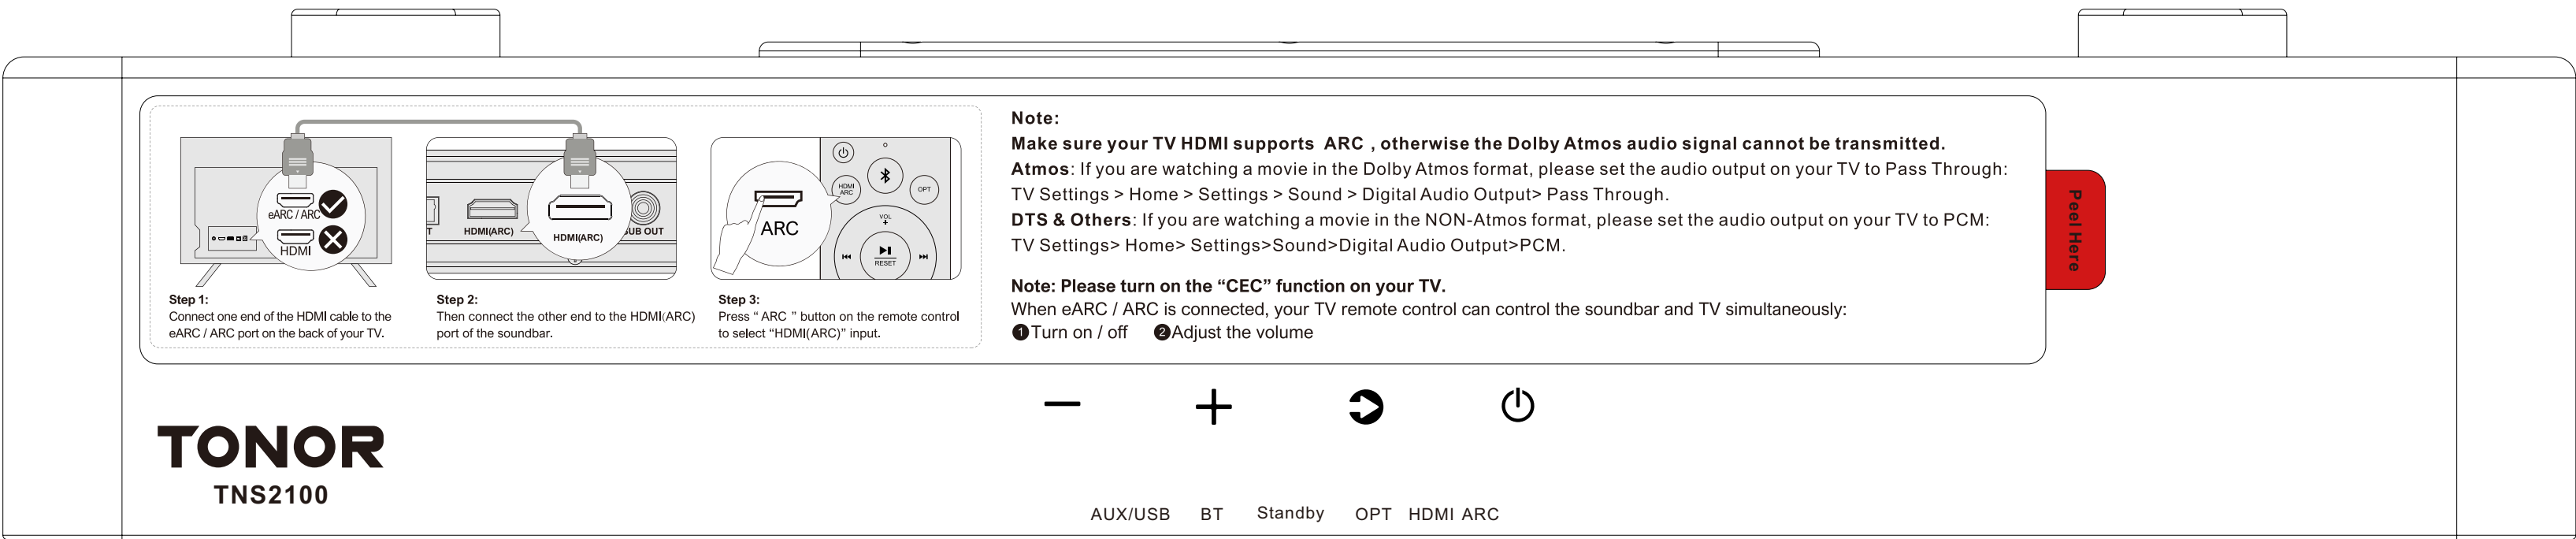 eARC / ARC
HDMI
T
HDMI(ARC)
HDMI(ARC)
SUB OUT
ARC
HDMI
ARC
OPT
VOL
+
RESET
Step 1:
Connect one end of the HDMI cable to the
eARC / ARC port on the back of your TV.
Step 2:
Then connect the other end to the HDMI(ARC)
port of the soundbar.
Step 3:
Press “ ARC ” button on the remote control
to select “HDMI(ARC)” input.
Note:
Make sure your TV HDMI supports ARC , otherwise the Dolby Atmos audio signal cannot be transmitted.
Atmos: If you are watching a movie in the Dolby Atmos format, please set the audio output on your TV to Pass Through:
TV Settings > Home > Settings > Sound > Digital Audio Output> Pass Through.
DTS & Others: If you are watching a movie in the NON-Atmos format, please set the audio output on your TV to PCM:
TV Settings> Home> Settings>Sound>Digital Audio Output>PCM.
Note: Please turn on the “CEC” function on your TV.
When eARC / ARC is connected, your TV remote control can control the soundbar and TV simultaneously:
❶Turn on / off ❷Adjust the volume
Peel Here
TONOR
TNS2100
AUX/USB BT Standby OPT HDMI ARC